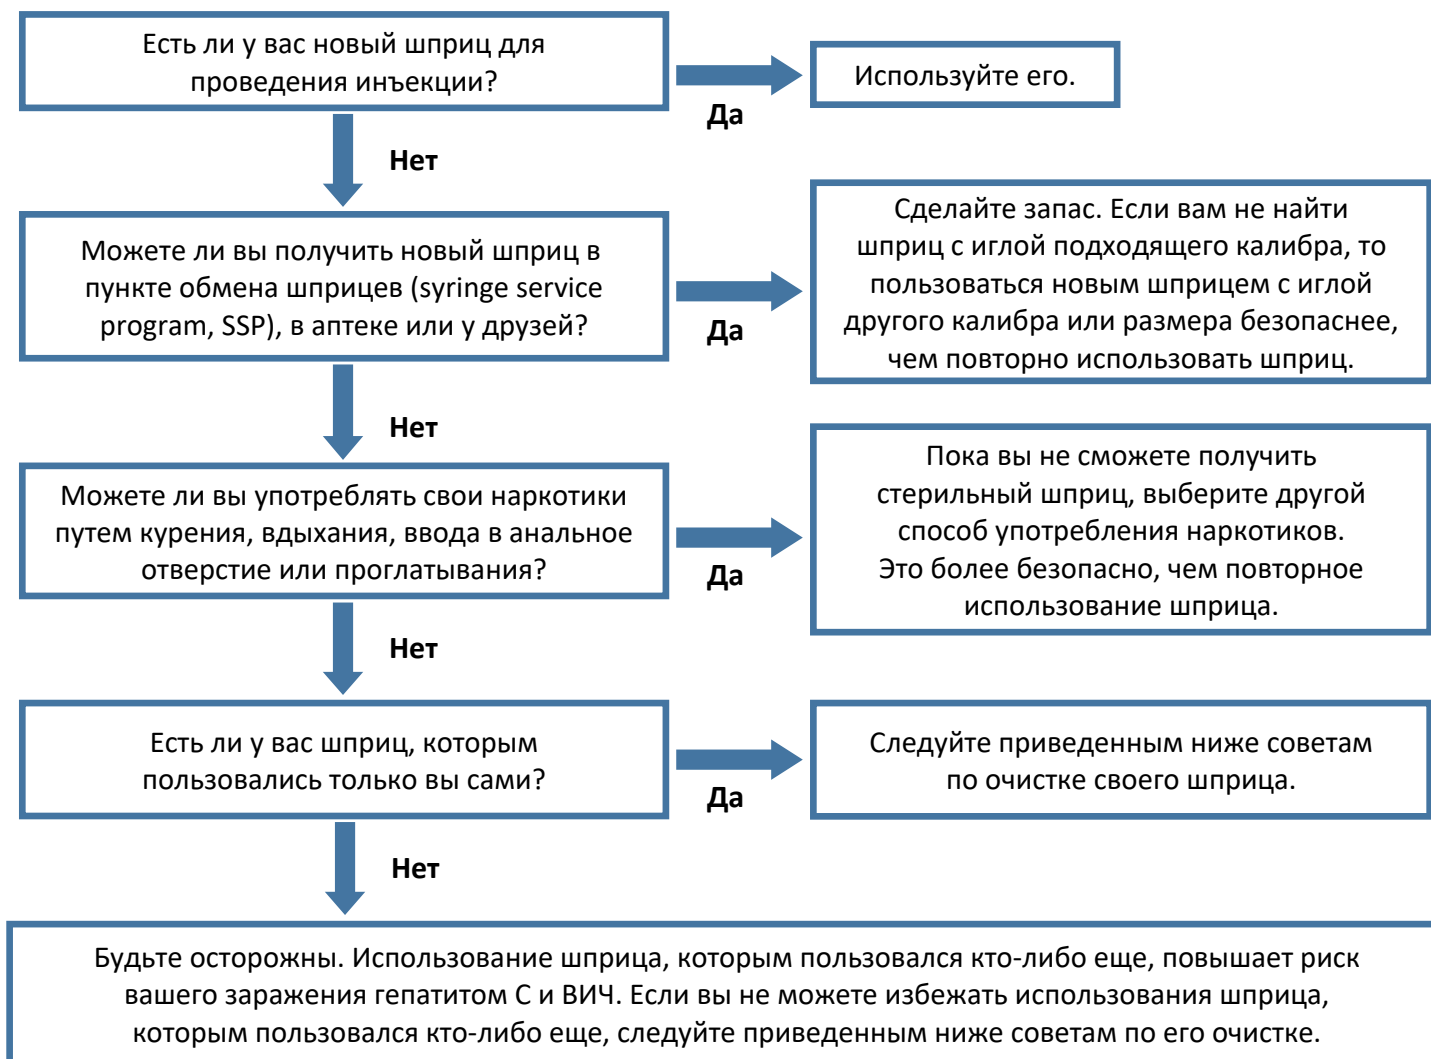 Есть ли у вас новый шприц для
проведения инъекции?
Да
Используйте его.
Нет
Можете ли вы получить новый шприц в
пункте обмена шприцев (syringe service
program, SSP), в аптеке или у друзей?
Да
Сделайте запас. Если вам не найти
шприц с иглой подходящего калибра, то
пользоваться новым шприцем с иглой
другого калибра или размера безопаснее,
чем повторно использовать шприц.
Нет
Можете ли вы употреблять свои наркотики
путем курения, вдыхания, ввода в анальное
отверстие или проглатывания?
Да
Пока вы не сможете получить
стерильный шприц, выберите другой
способ употребления наркотиков.
Это более безопасно, чем повторное
использование шприца.
Нет
Есть ли у вас шприц, которым
пользовались только вы сами?
Да
Следуйте приведенным ниже советам
по очистке своего шприца.
Нет
Будьте осторожны. Использование шприца, которым пользовался кто-либо еще, повышает риск
вашего заражения гепатитом С и ВИЧ. Если вы не можете избежать использования шприца,
которым пользовался кто-либо еще, следуйте приведенным ниже советам по его очистке.